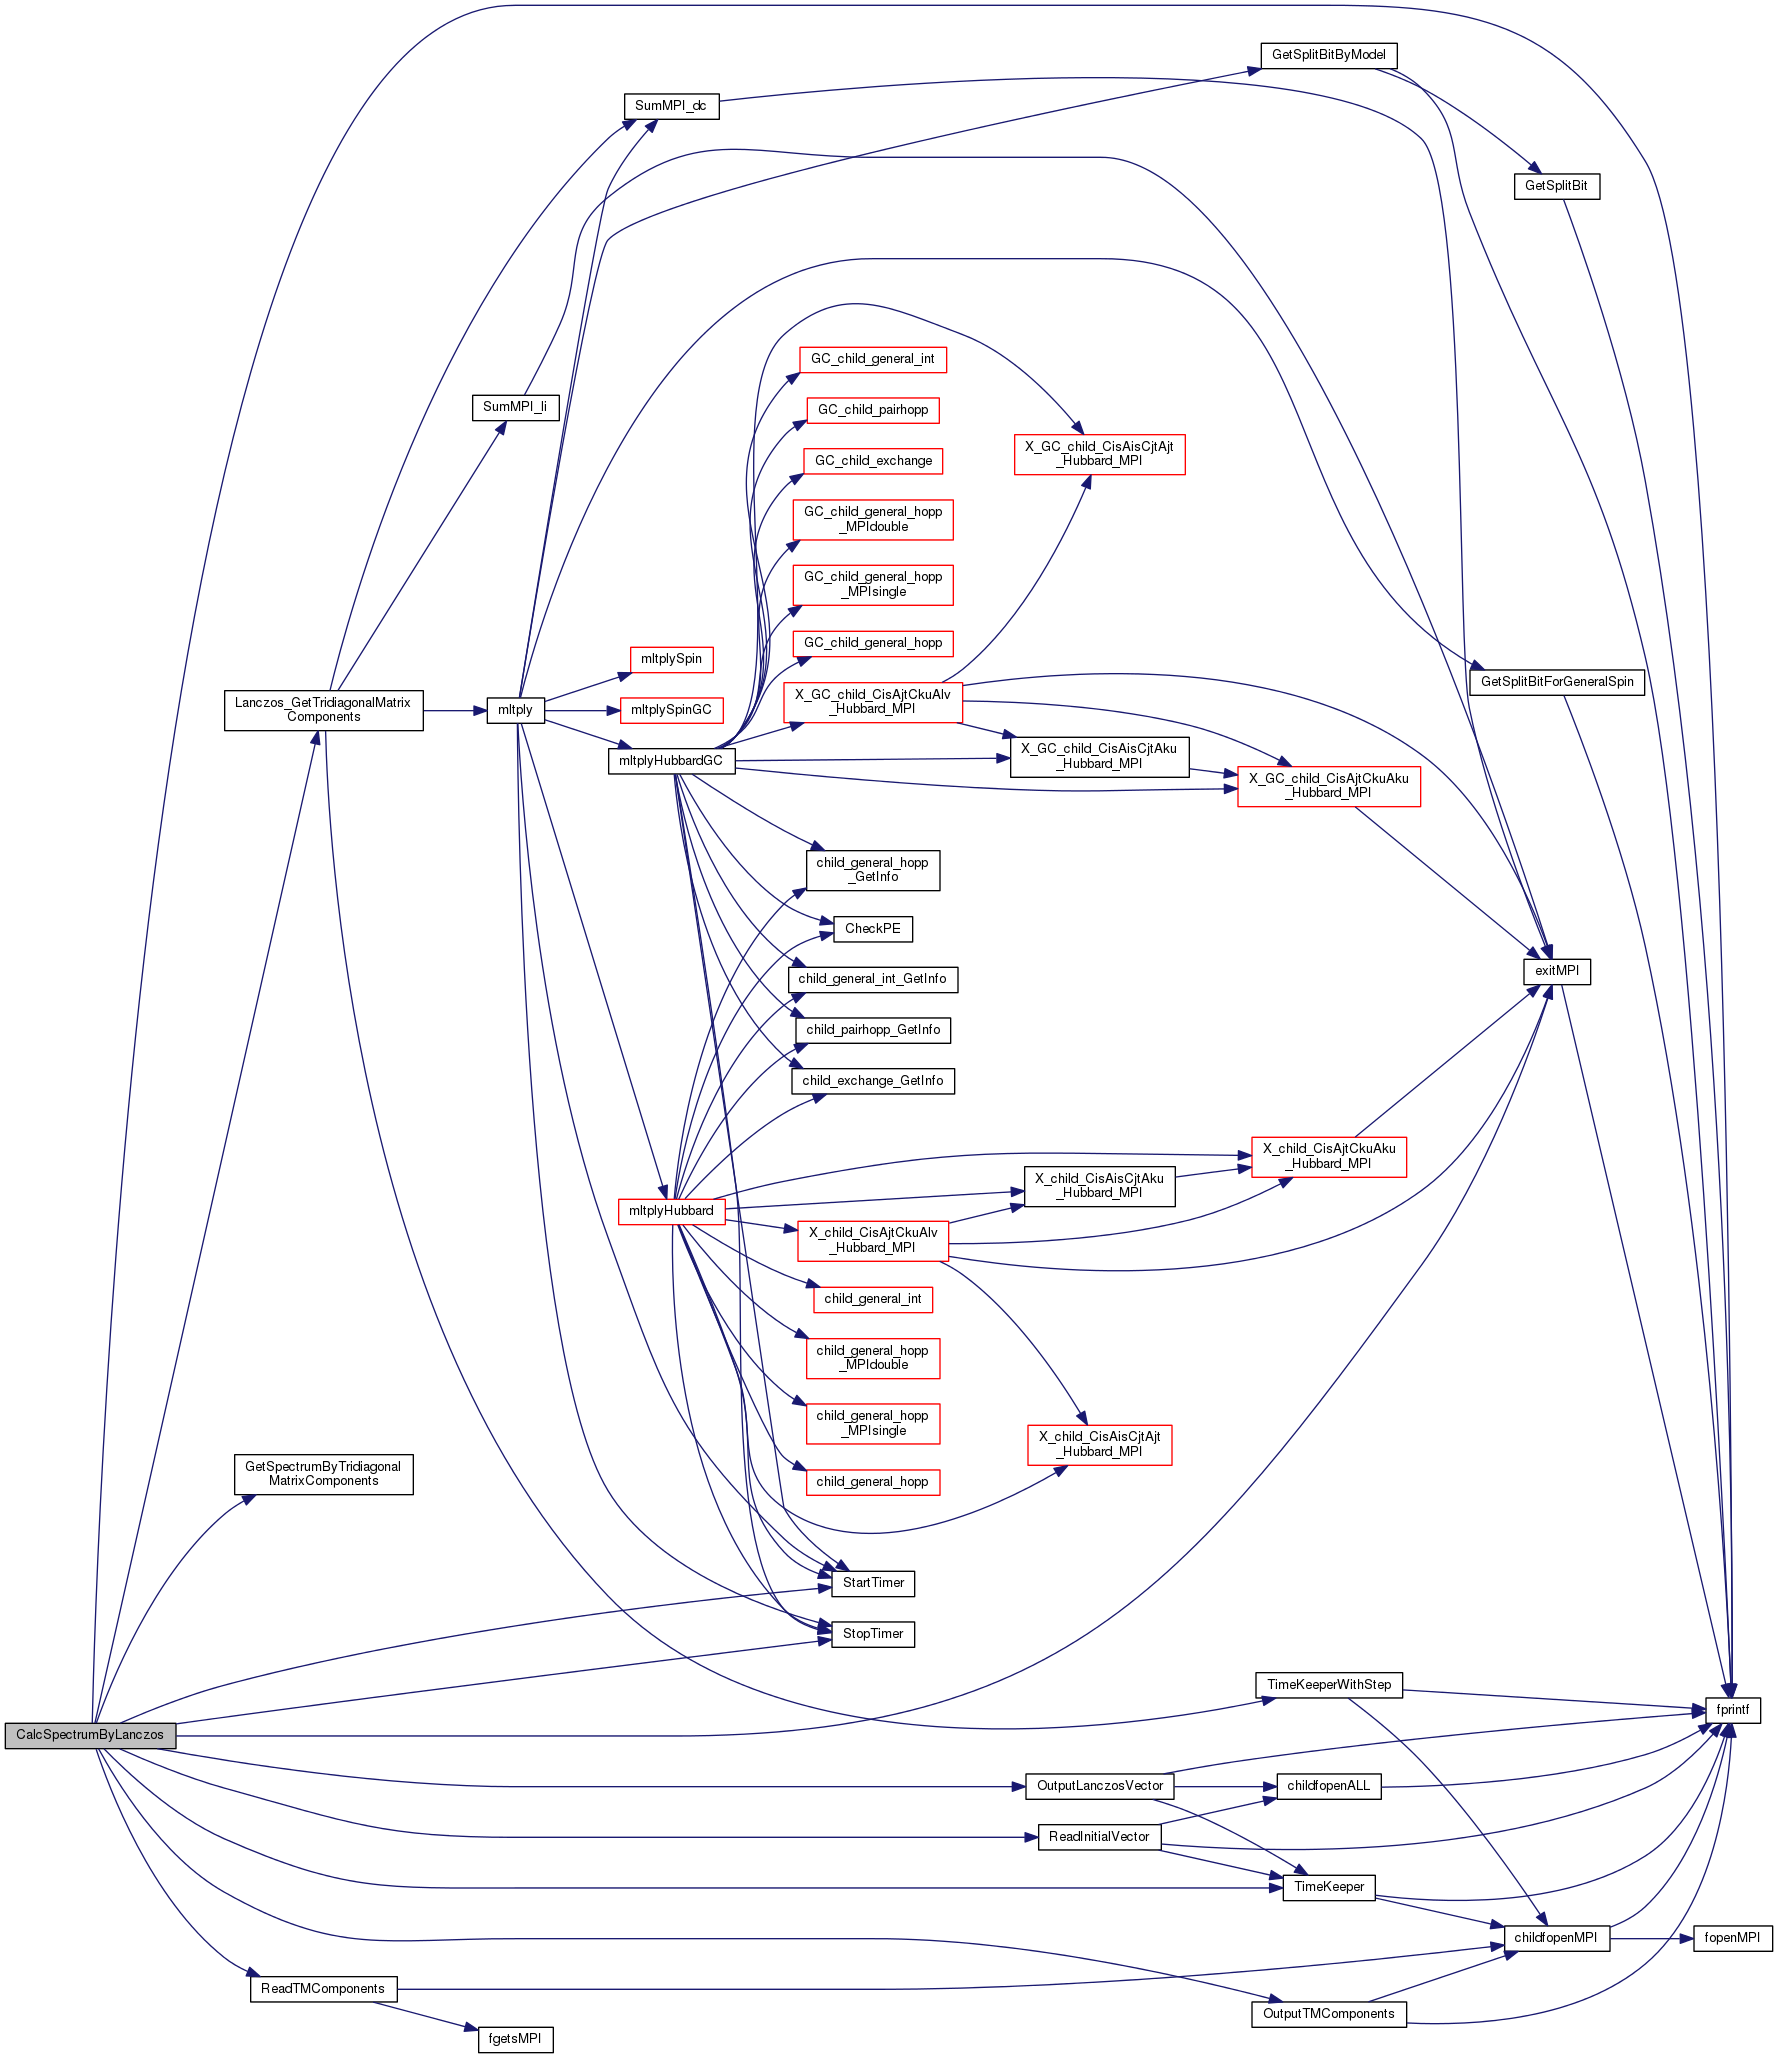 GetSplitBitByModel
SumMPI_dc
GetSplitBit
GC_child_general_int
GC_child_pairhopp
SumMPI_li
X_GC_child_CisAisCjtAjt
_Hubbard_MPI
GC_child_exchange
GC_child_general_hopp
_MPIdouble
GC_child_general_hopp
_MPIsingle
GC_child_general_hopp
mltplySpin
GetSplitBitForGeneralSpin
Lanczos_GetTridiagonalMatrix
Components
mltply
mltplySpinGC
X_GC_child_CisAjtCkuAlv
_Hubbard_MPI
mltplyHubbardGC
X_GC_child_CisAisCjtAku
_Hubbard_MPI
X_GC_child_CisAjtCkuAku
_Hubbard_MPI
child_general_hopp
_GetInfo
CheckPE
child_general_int_GetInfo
exitMPI
child_pairhopp_GetInfo
child_exchange_GetInfo
X_child_CisAjtCkuAku
_Hubbard_MPI
X_child_CisAisCjtAku
_Hubbard_MPI
mltplyHubbard
X_child_CisAjtCkuAlv
_Hubbard_MPI
child_general_int
child_general_hopp
_MPIdouble
child_general_hopp
_MPIsingle
X_child_CisAisCjtAjt
_Hubbard_MPI
GetSpectrumByTridiagonal
MatrixComponents
child_general_hopp
StartTimer
StopTimer
TimeKeeperWithStep
fprintf
CalcSpectrumByLanczos
OutputLanczosVector
childfopenALL
ReadInitialVector
TimeKeeper
childfopenMPI
fopenMPI
ReadTMComponents
OutputTMComponents
fgetsMPI